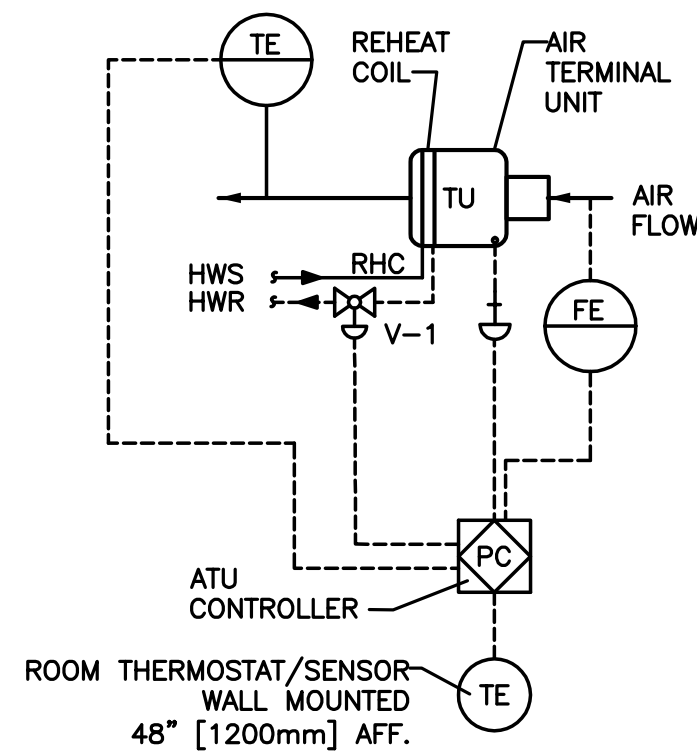 TE
REHEAT
COIL
AIR
TERMINAL
UNIT
TU
AIR
FLOW
HWS
RHC
HWR
V-1
FE
PC
ATU
CONTROLLER
ROOM THERMOSTAT/SENSOR
WALL MOUNTED
48" [1200mm] AFF.
TE